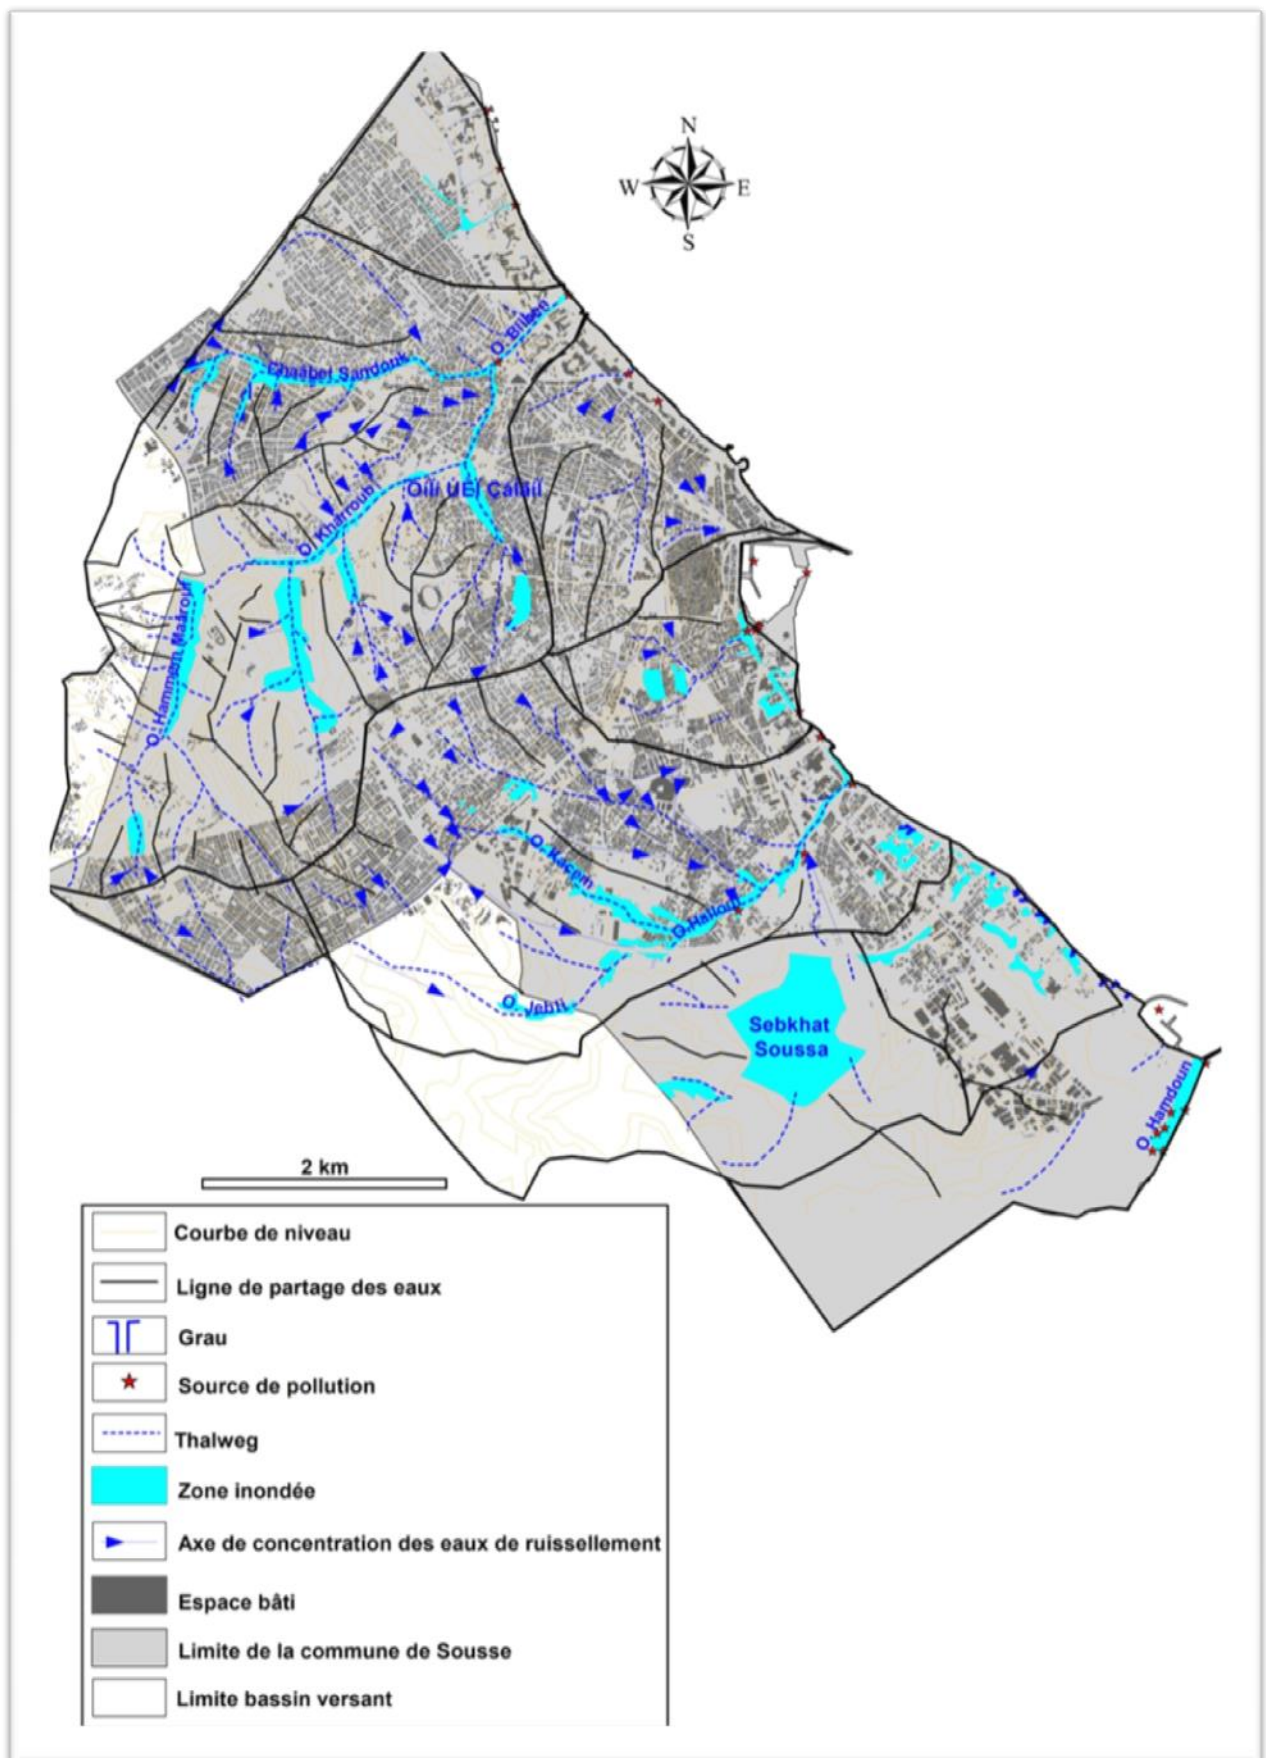 N
W
E
S
O. Blibene
Chaâbet Sandouk
O. Kharroub
O. Hammem Maarouf
O. Kacem
O. Hallouf
O. Jebli
Sebkhat
Soussa
O. Hamdoun
2 km
Courbe de niveau
Ligne de partage des eaux
Grau
Source de pollution
Thalweg
Zone inondée
Axe de concentration des eaux de ruissellement
Espace bâti
Limite de la commune de Sousse
Limite bassin versant